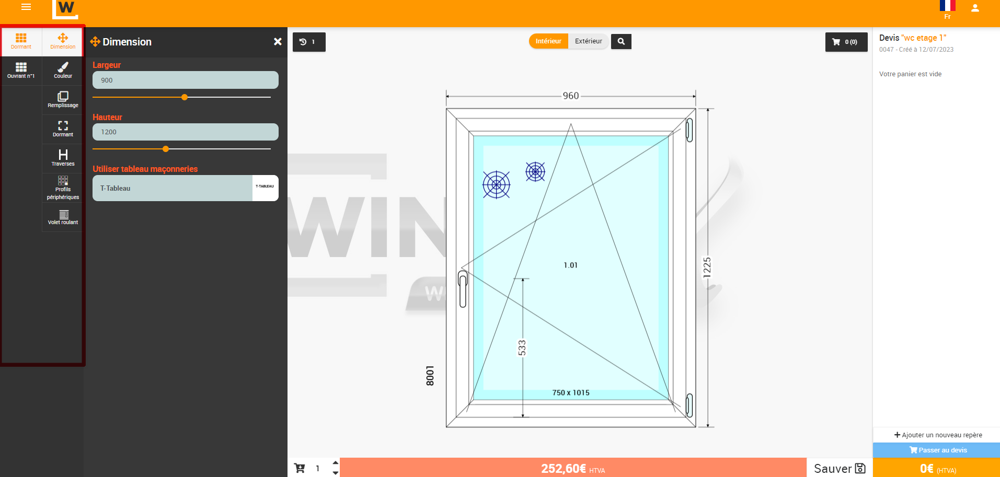 W
Fr
Dormant
Dimension
Ouvrant n°1
Couleur
Remplissage
Dormant
Traverses
Profils
périphériques
Volet roulant
Dimension
Largeur
900
Hauteur
1200
Utiliser tableau maçonneries
T-Tableau
T-TABLEAU
1
Intérieur
Extérieur
0 (0)
960
1225
1.01
533
8001
750 x 1015
WIN
W
1
252,60€ HTVA
Sauver
Devis "wc etage 1"
0047 - Créé à 12/07/2023
Votre panier est vide
Ajouter un nouveau repère
Passer au devis
0€ (HTVA)